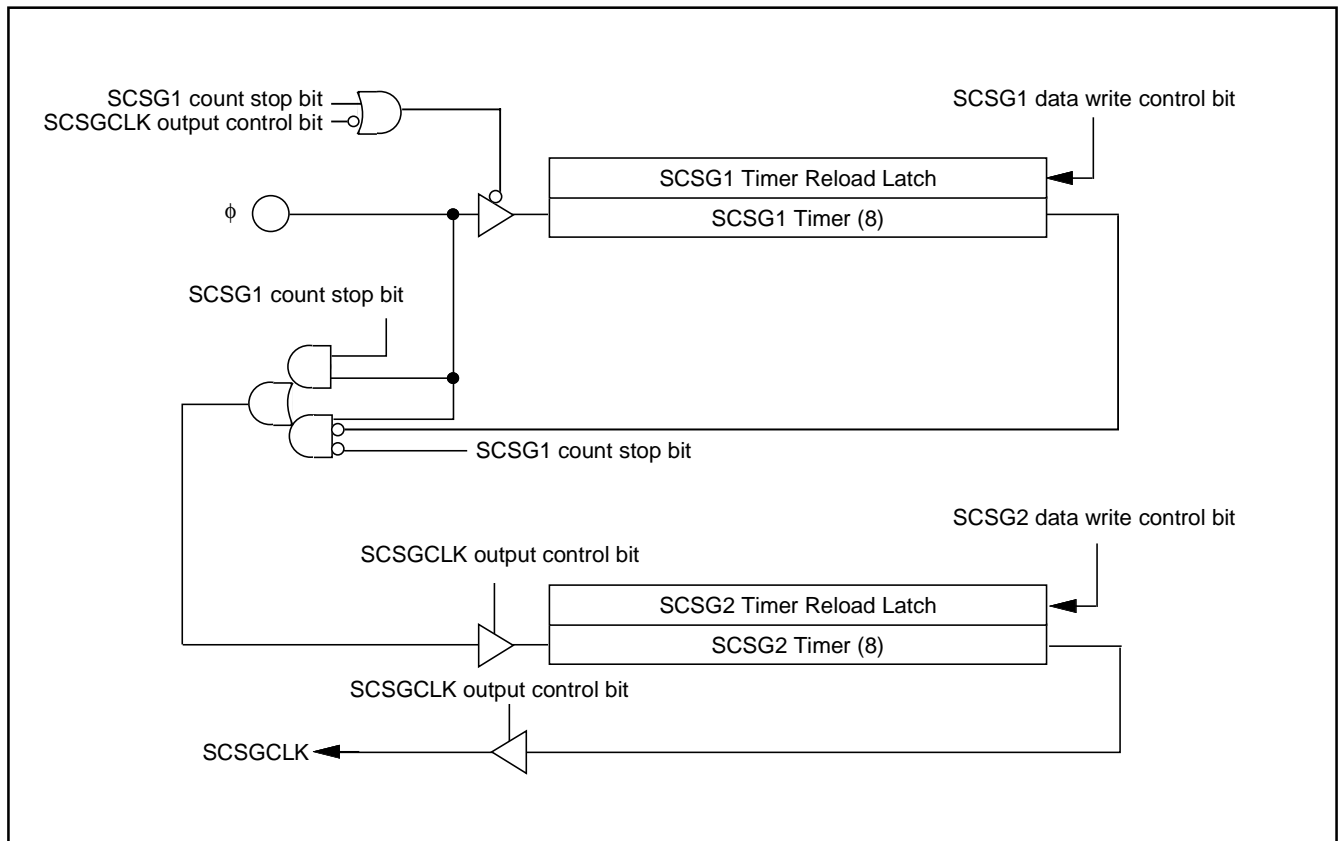 SCSG1 count stop bit
SCSGCLK output control bit
SCSG1 data write control bit
SCSG1 Timer Reload Latch
ϕ
SCSG1 Timer (8)
SCSG1 count stop bit
SCSG1 count stop bit
SCSG2 data write control bit
SCSGCLK output control bit
SCSG2 Timer Reload Latch
SCSG2 Timer (8)
SCSGCLK output control bit
SCSGCLK